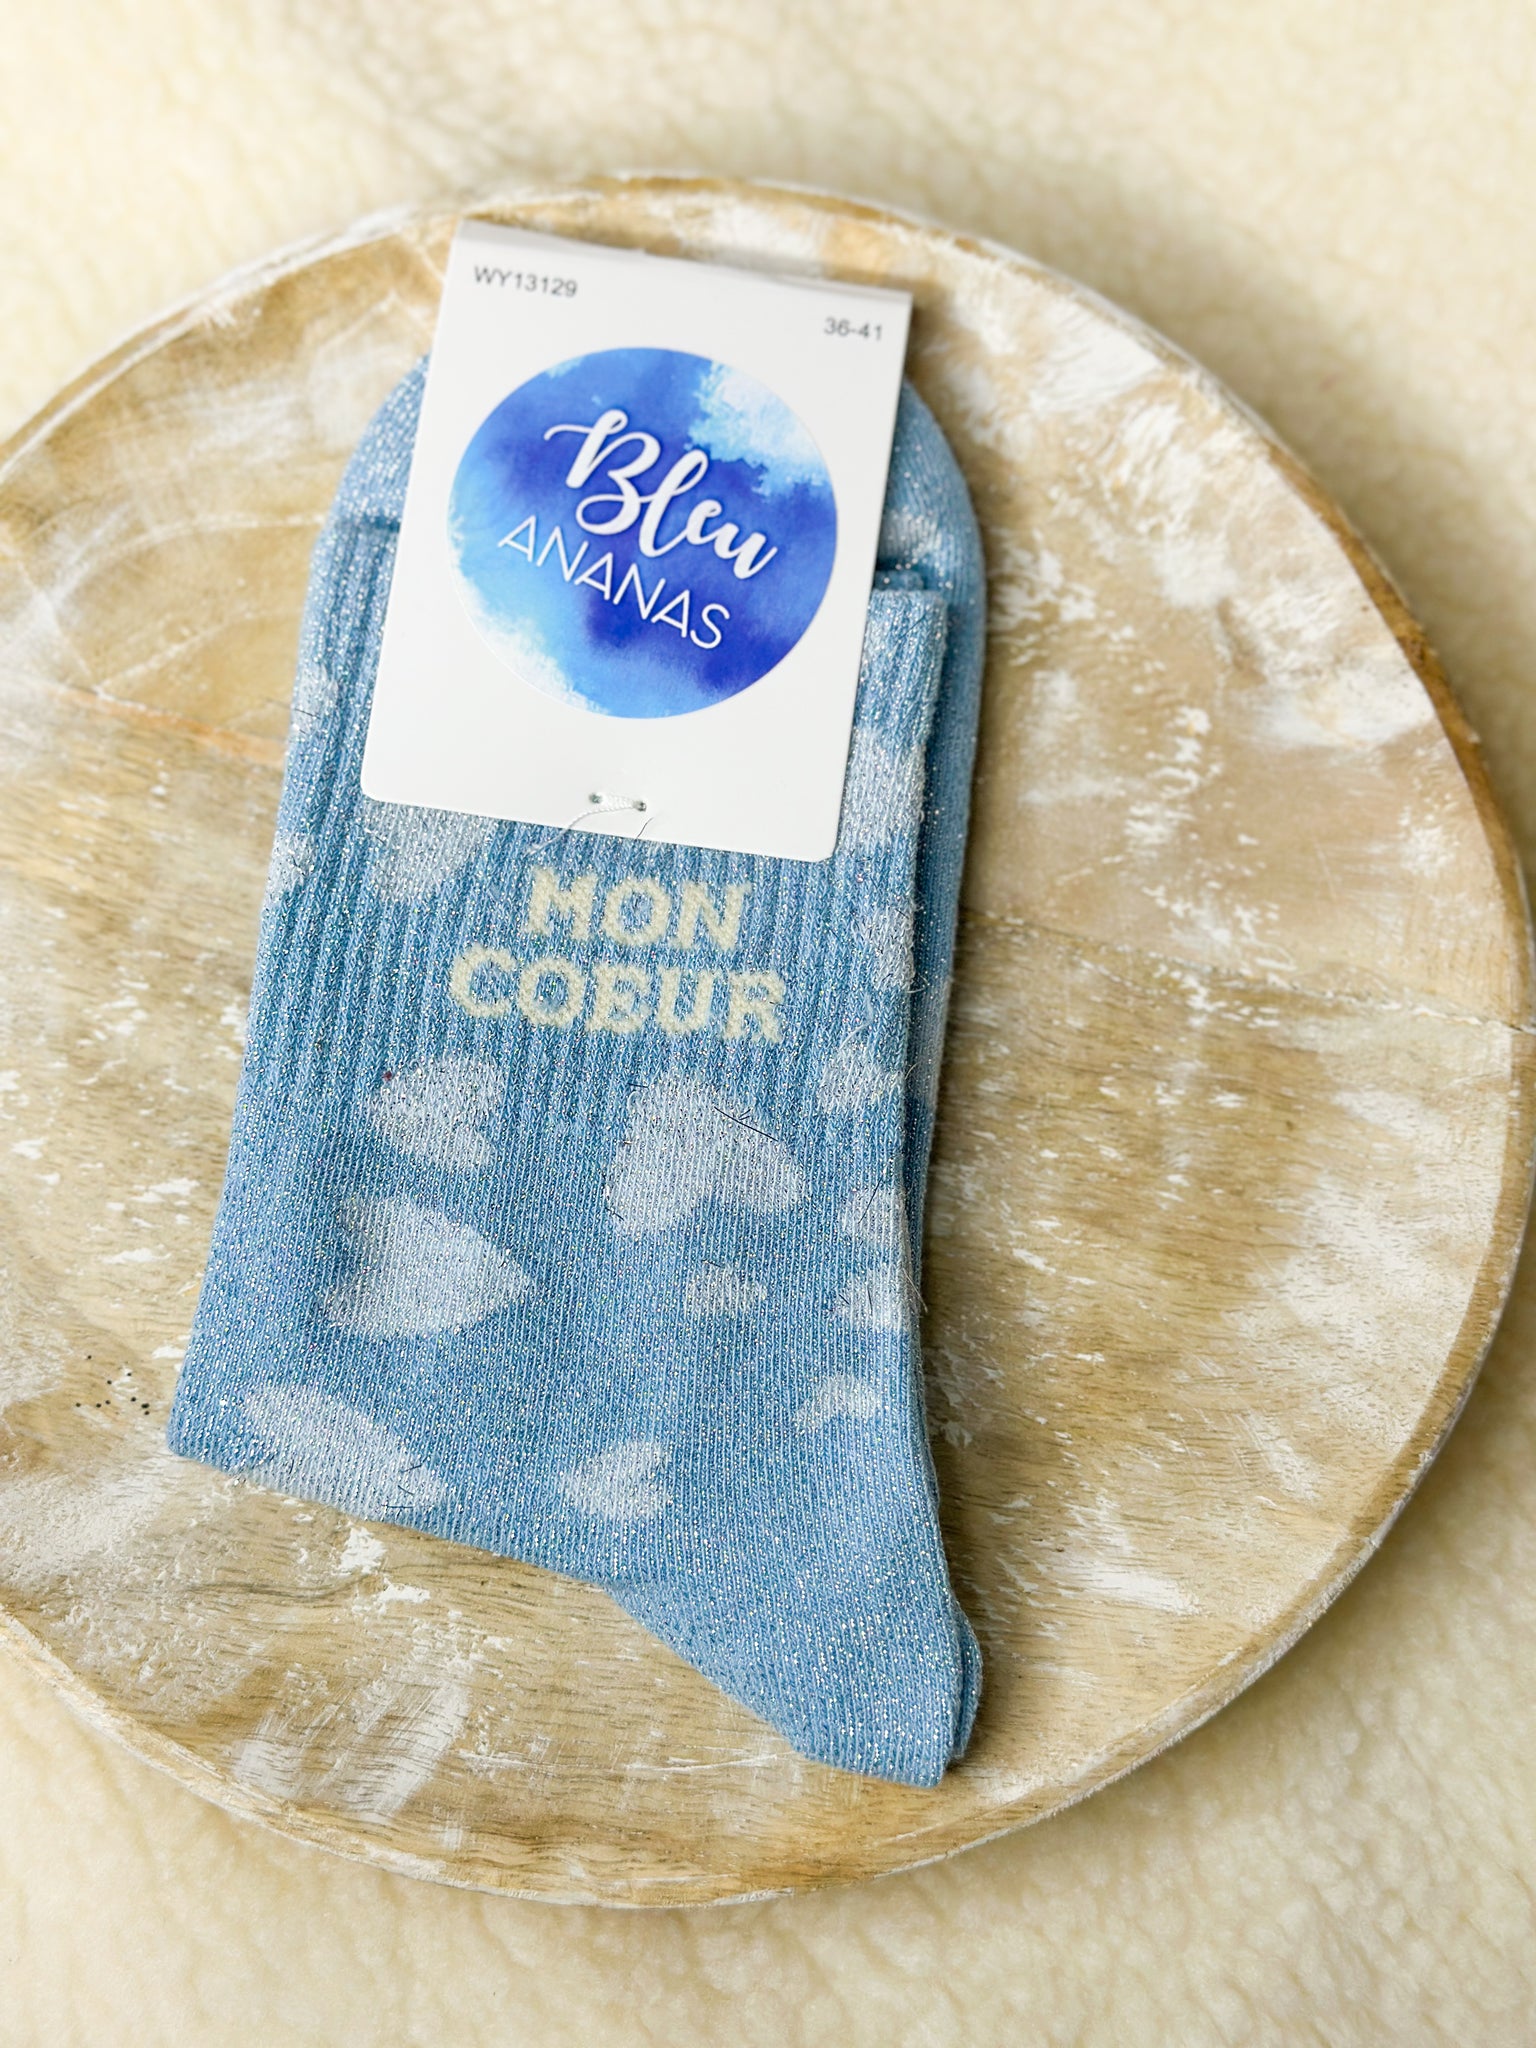 WY13129
36-41
Bleu
ANANAS
MON
COEUR